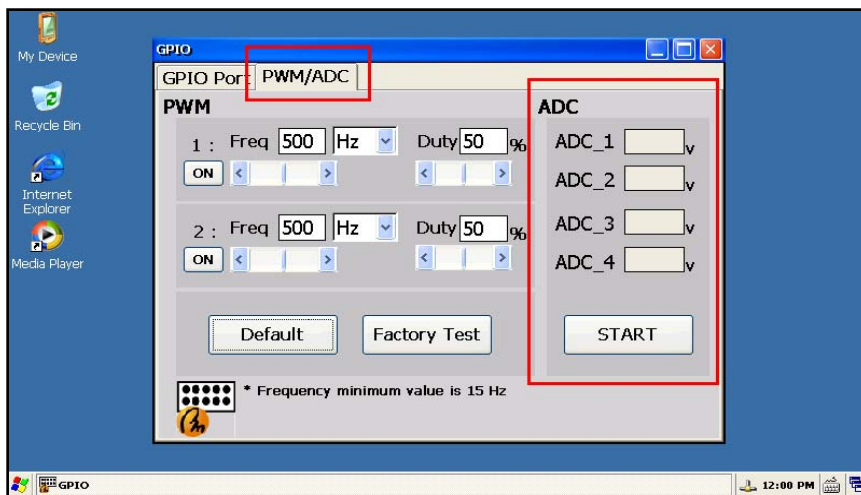 My Device
Recycle Bin
Internet
Explorer
Media Player
GPIO
GPIO Port PWM/ADC
PWM
1 : Freq 500 Hz Duty 50 %
ON
2 : Freq 500 Hz Duty 50 %
ON
Default Factory Test
ADC
ADC_1 v
ADC_2 v
ADC_3 v
ADC_4 v
START
* Frequency minimum value is 15 Hz
GPIO 12:00 PM